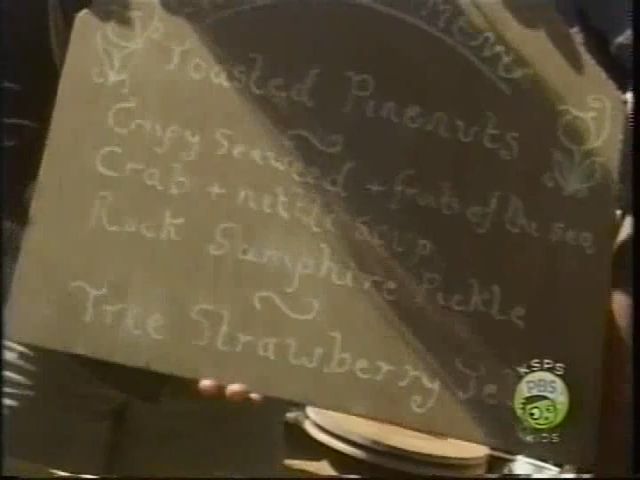 Menu
Toasted Pinenuts
Crispy Seaweed + fruit of the sea
Crab + nettle soup
Rock Samphire Pickle
Tree Strawberry
KSPS
PBS
KIDS